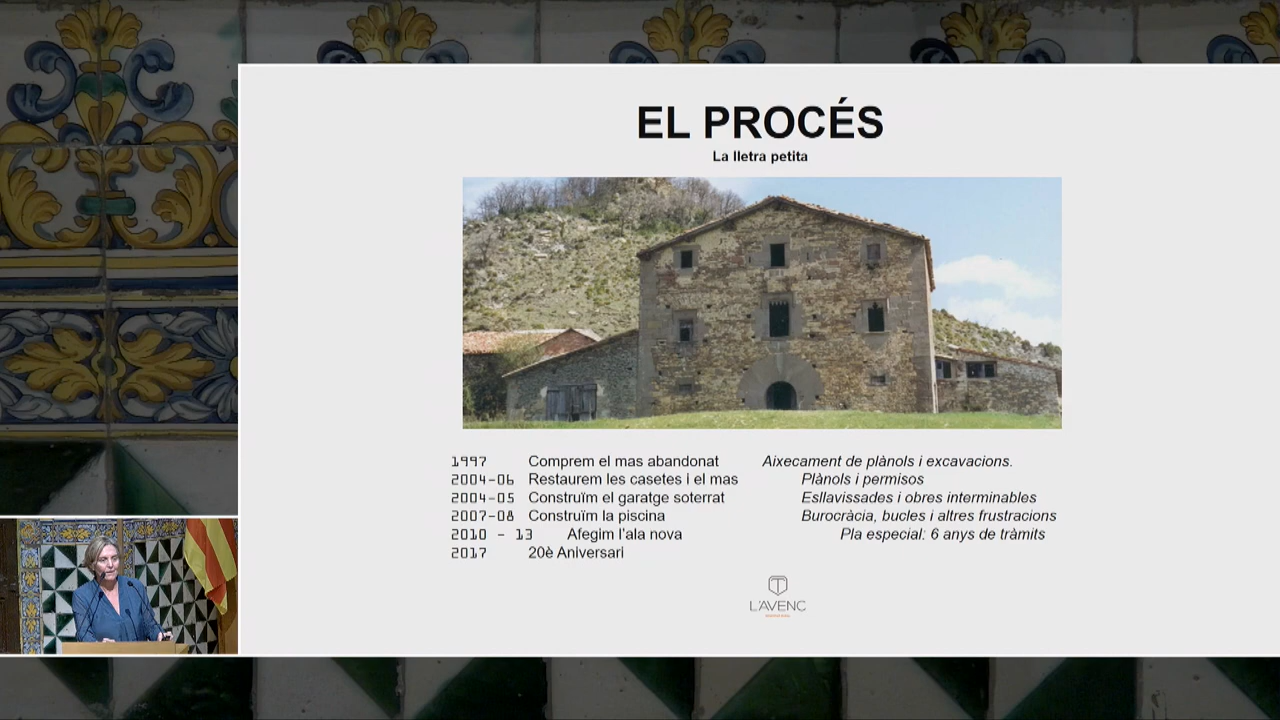 EL PROCÉS
La lletra petita
1997 Comprem el mas abandonat Aixecament de plànols i excavacions.
2004-06 Restaurem les casetes i el mas Plànols i permisos
2004-05 Construïm el garatge soterrat Esllavissades i obres interminables
2007-08 Construïm la piscina Burocràcia, bucles i altres frustracions
2010 - 13 Afegim l'ala nova Pla especial: 6 anys de tràmits
2017 20è Aniversari
L'AVENC